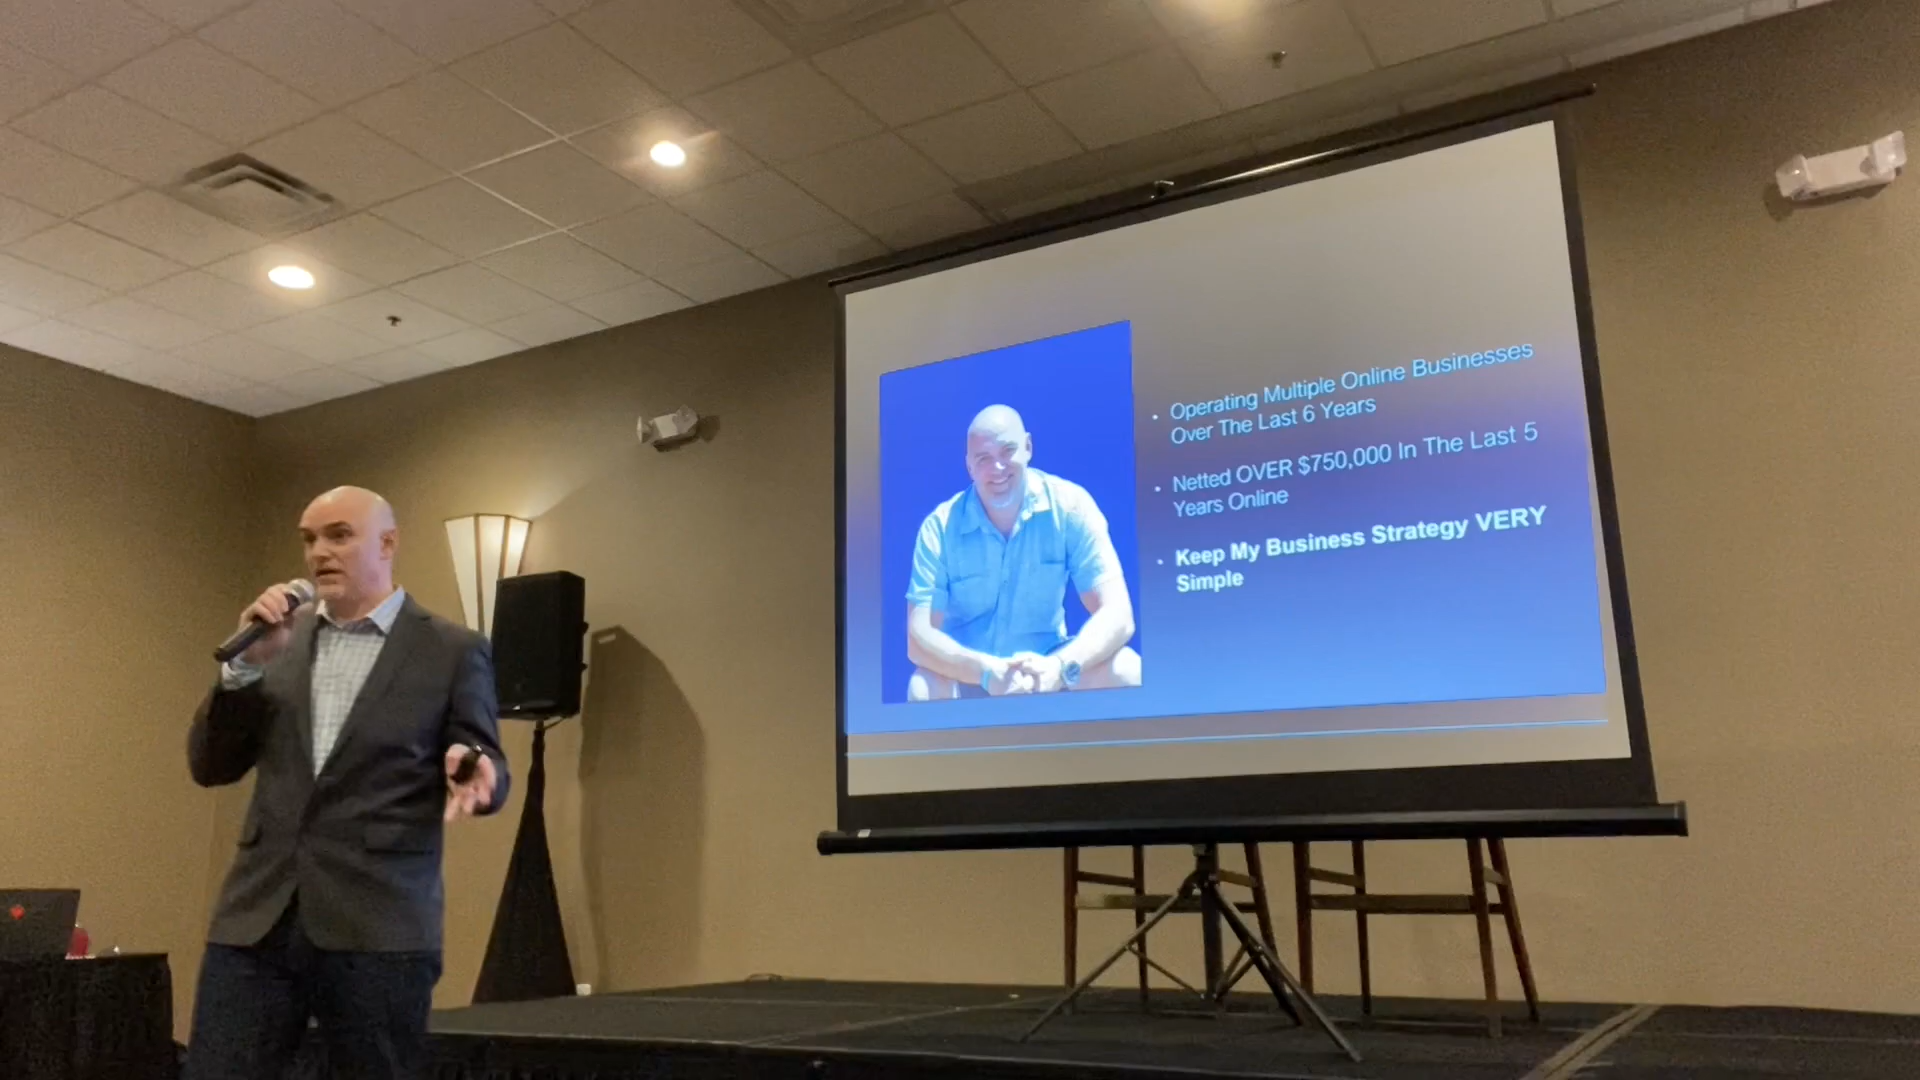 • Operating Multiple Online Businesses
Over The Last 6 Years
• Netted OVER $750,000 In The Last 5
Years Online
• Keep My Business Strategy VERY
Simple